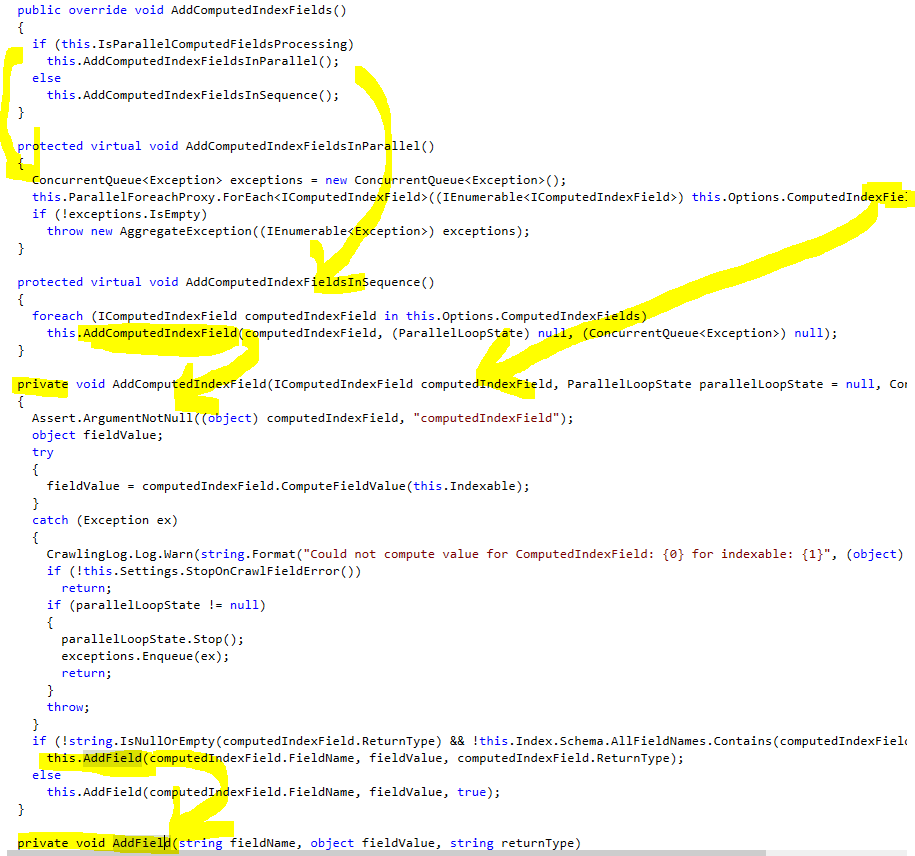 public override void AddComputedIndexFields()
{
  if (this.IsParallelComputedFieldsProcessing)
    this.AddComputedIndexFieldsInParallel();
  else
    this.AddComputedIndexFieldsInSequence();
}
protected virtual void AddComputedIndexFieldsInParallel()
{
  ConcurrentQueue<Exception> exceptions = new ConcurrentQueue<Exception>();
  this.ParallelForeachProxy.ForEach<IComputedIndexField>((IEnumerable<IComputedIndexField>) this.Options.ComputedIndexFiel
  if (!exceptions.IsEmpty)
    throw new AggregateException((IEnumerable<Exception>) exceptions);
}
protected virtual void AddComputedIndexFieldsInSequence()
{
  foreach (IComputedIndexField computedIndexField in this.Options.ComputedIndexFields)
    this.AddComputedIndexField(computedIndexField, (ParallelLoopState) null, (ConcurrentQueue<Exception>) null);
}
private void AddComputedIndexField(IComputedIndexField computedIndexField, ParallelLoopState parallelLoopState = null, Con
{
  Assert.ArgumentNotNull((object) computedIndexField, "computedIndexField");
  object fieldValue;
  try
  {
    fieldValue = computedIndexField.ComputeFieldValue(this.Indexable);
  }
  catch (Exception ex)
  {
    CrawlingLog.Log.Warn(string.Format("Could not compute value for ComputedIndexField: {0} for indexable: {1}", (object)
    if (!this.Settings.StopOnCrawlFieldError())
      return;
    if (parallelLoopState != null)
    {
      parallelLoopState.Stop();
      exceptions.Enqueue(ex);
      return;
    }
    throw;
  }
  if (!string.IsNullOrEmpty(computedIndexField.ReturnType) && !this.Index.Schema.AllFieldNames.Contains(computedIndexField
    this.AddField(computedIndexField.FieldName, fieldValue, computedIndexField.ReturnType);
  else
    this.AddField(computedIndexField.FieldName, fieldValue, true);
}
private void AddField(string fieldName, object fieldValue, string returnType)